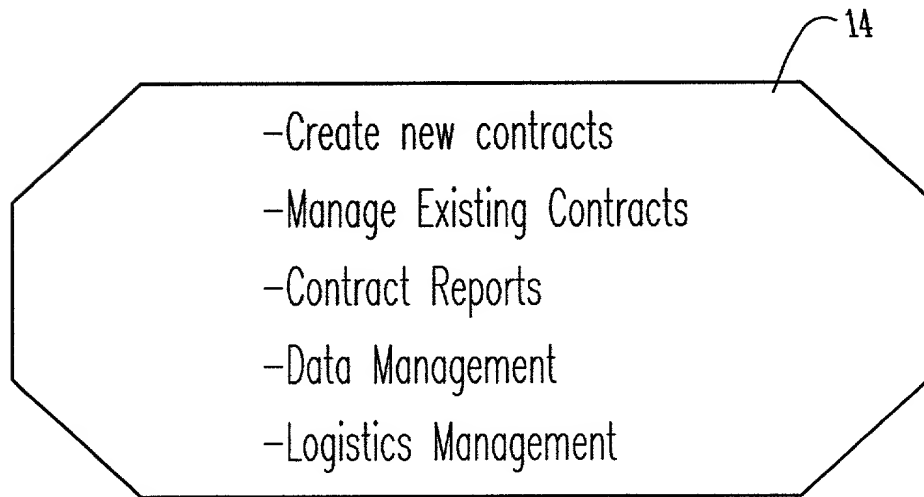 14
-Create new contracts
-Manage Existing Contracts
-Contract Reports
-Data Management
-Logistics Management